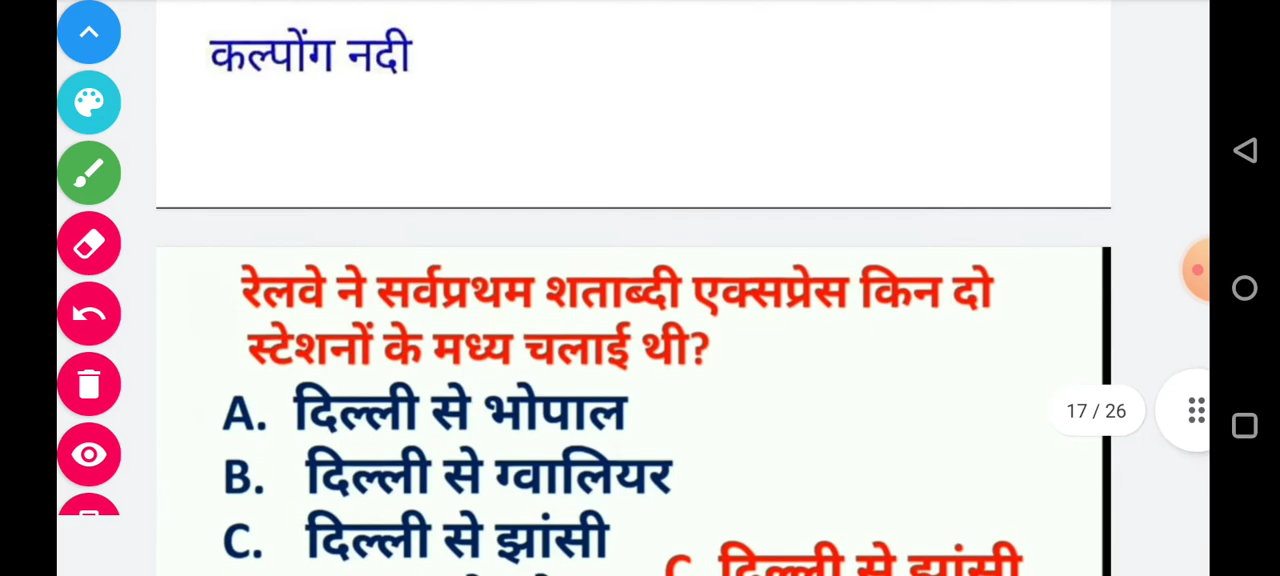 कल्पोंग नदी
रेलवे ने सर्वप्रथम शताब्दी एक्सप्रेस किन दो
स्टेशनों के मध्य चलाई थी?
A. दिल्ली से भोपाल
B. दिल्ली से ग्वालियर
17 / 26
C. दिल्ली से झांसी
C. दिल्ली से झांसी